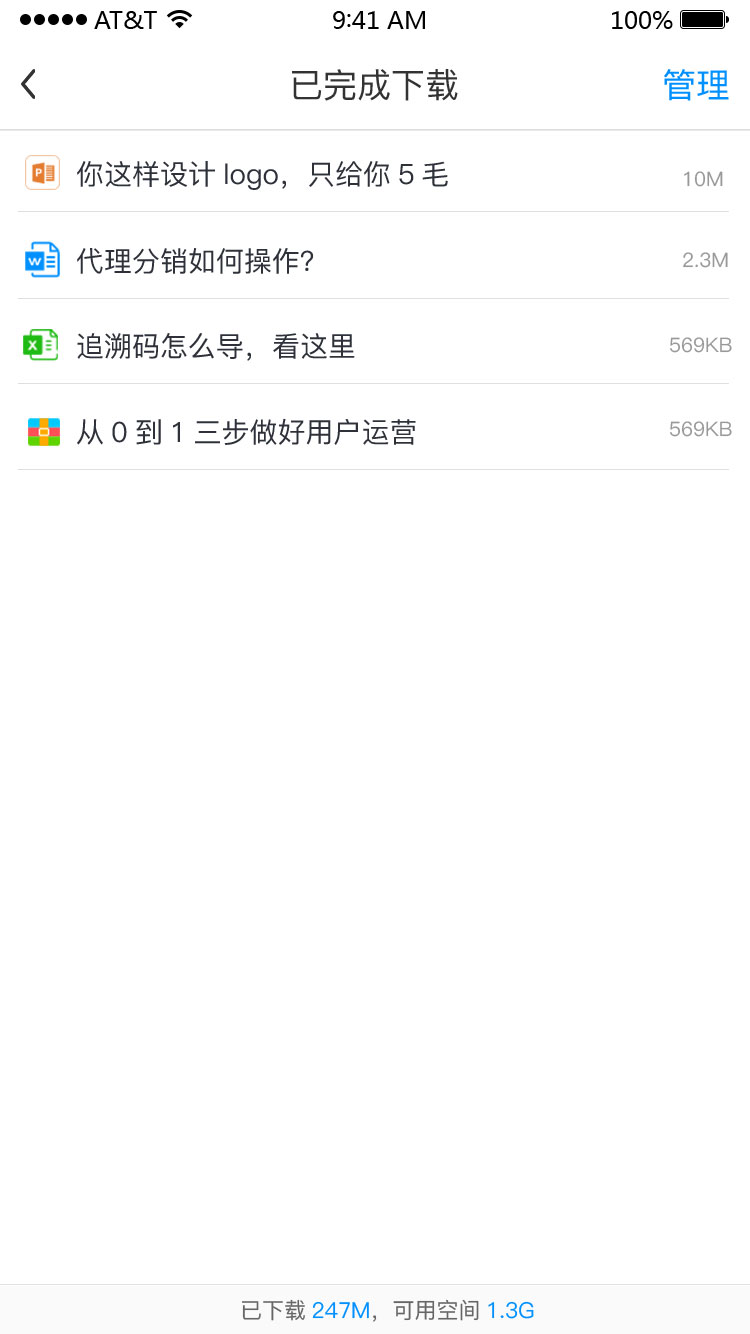 AT&T 9:41 AM 100%
已完成下载 管理
P 你这样设计 logo，只给你 5 毛 10M
W 代理分销如何操作? 2.3M
X 追溯码怎么导，看这里 569KB
从 0 到 1 三步做好用户运营 569KB
已下载 247M，可用空间 1.3G